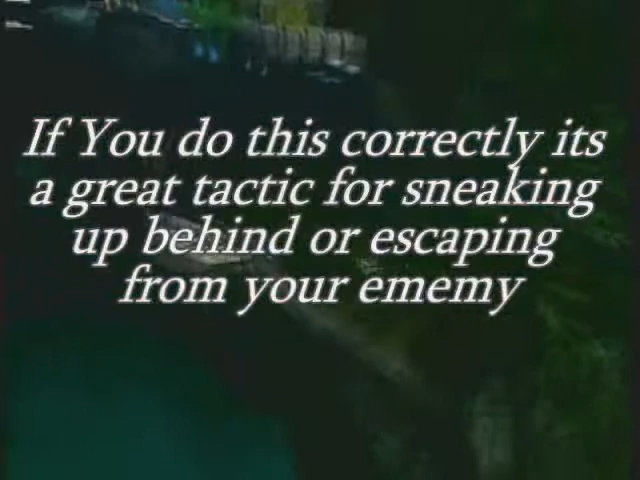 If You do this correctly its
a great tactic for sneaking
up behind or escaping
from your ememy